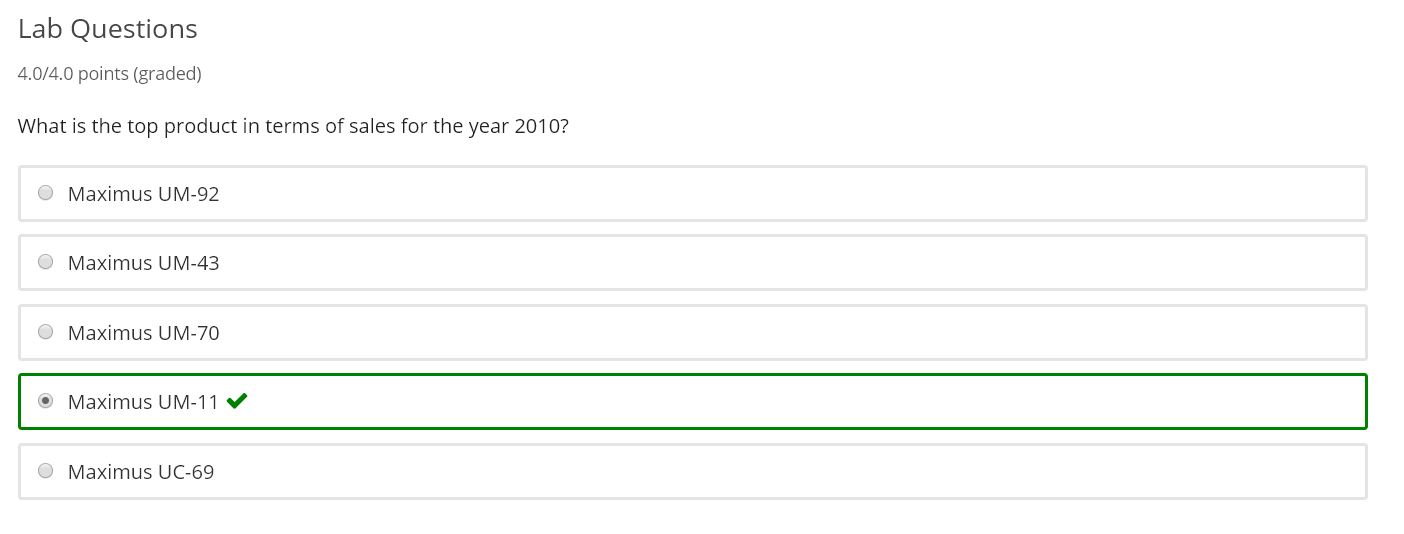 Lab Questions
4.0/4.0 points (graded)
What is the top product in terms of sales for the year 2010?
Maximus UM-92
Maximus UM-43
Maximus UM-70
Maximus UM-11
Maximus UC-69